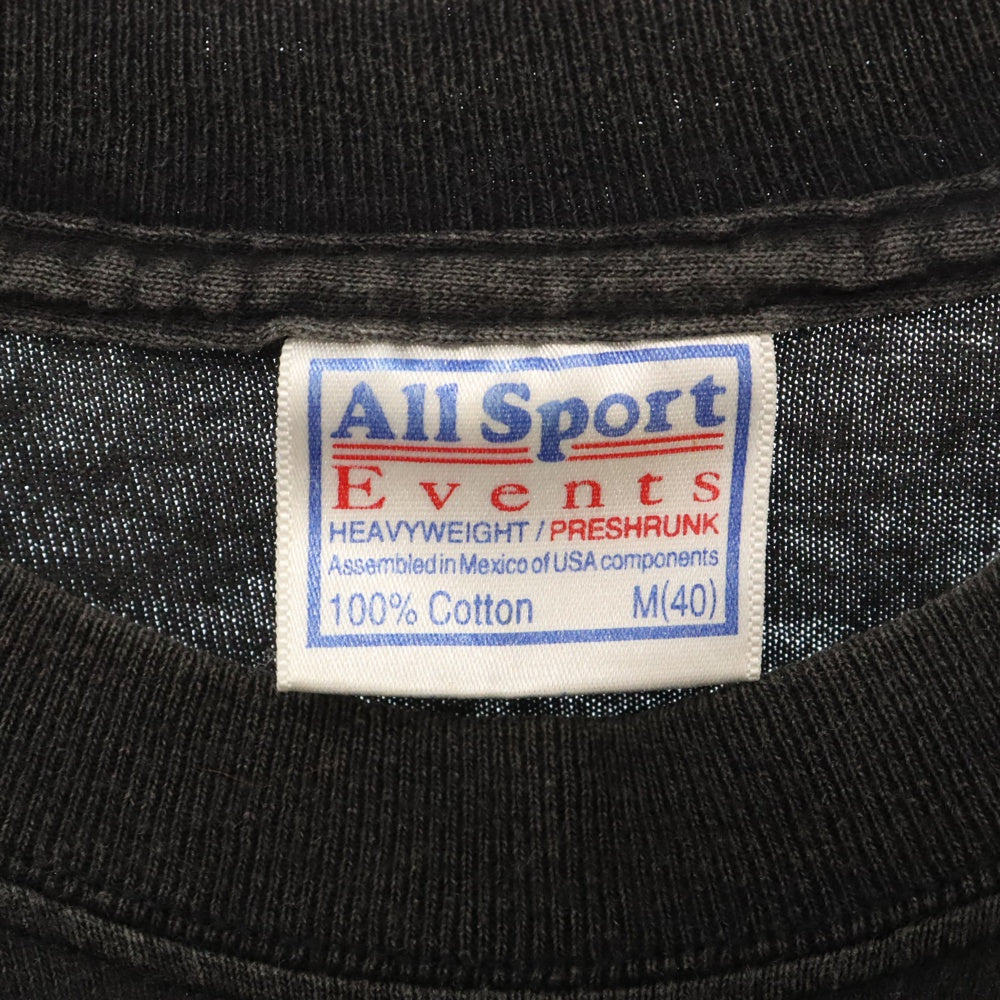 All Sport
Events
HEAVYWEIGHT / PRESHRUNK
Assembled in Mexico of USA components
100% Cotton M(40)